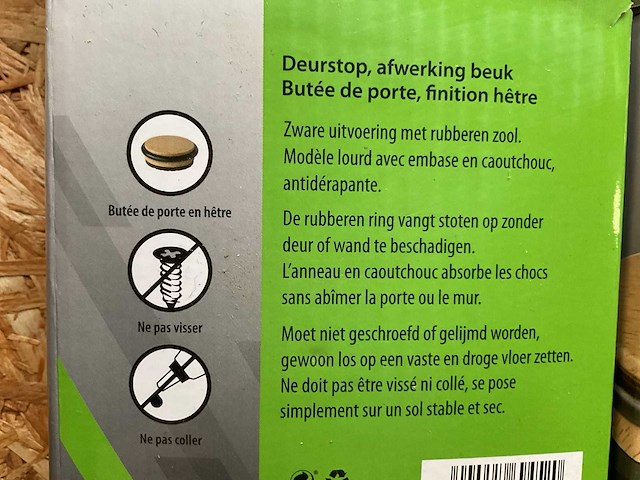 Deurstop, afwerking beuk
Butée de porte, finition hêtre
Zware uitvoering met rubberen zool.
Modèle lourd avec embase en caoutchouc,
antidérapante.
De rubberen ring vangt stoten op zonder
deur of wand te beschadigen.
L'anneau en caoutchouc absorbe les chocs
sans abîmer la porte ou le mur.
Moet niet geschroefd of gelijmd worden,
gewoon los op een vaste en droge vloer zetten.
Ne doit pas être vissé ni collé, se pose
simplement sur un sol stable et sec.
Butée de porte en hêtre
Ne pas visser
Ne pas coller